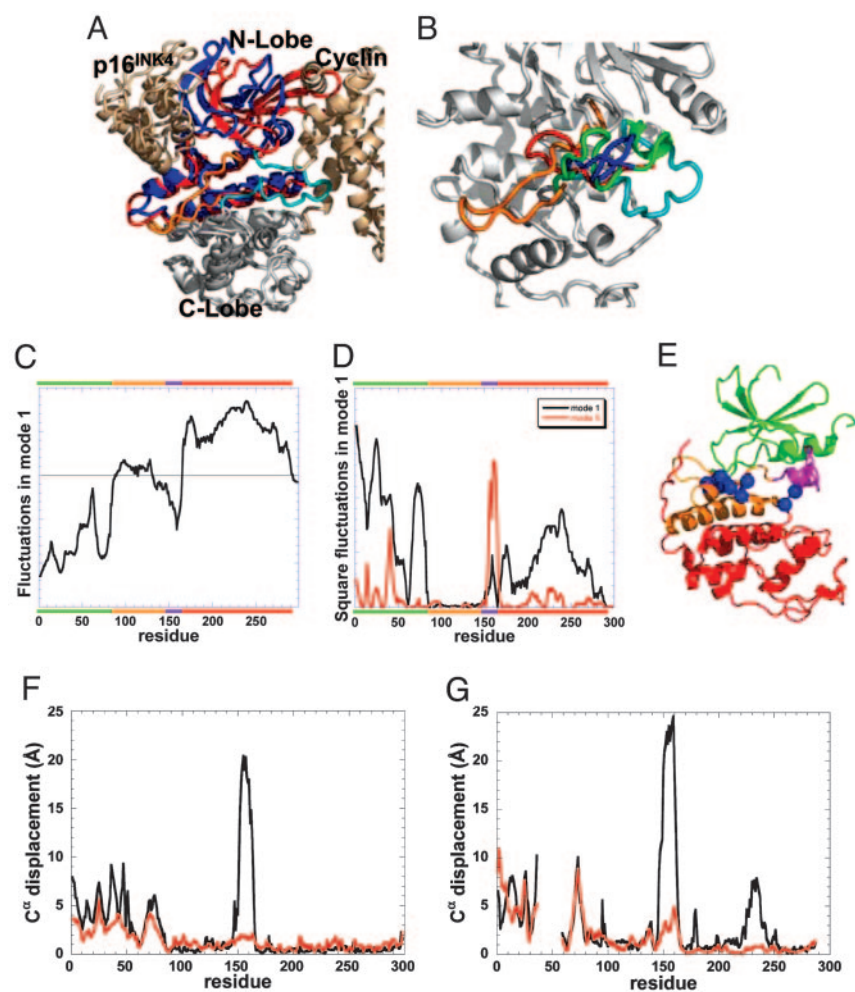 A
B
N-Lobe
p16INK4
Cyclin
C-Lobe
C
D
E
Fluctuations in mode 1
0 50 100 150 200 250
residue
Square fluctuations in mode 1
mode 1
0 50 100 150 200 250 300
residue
F
G
Cα displacement (Å)
25
20
15
10
5
0
0 50 100 150 200 250 300
residue
Cα displacement (Å)
25
20
15
10
5
0
0 50 100 150 200 250 300
residue